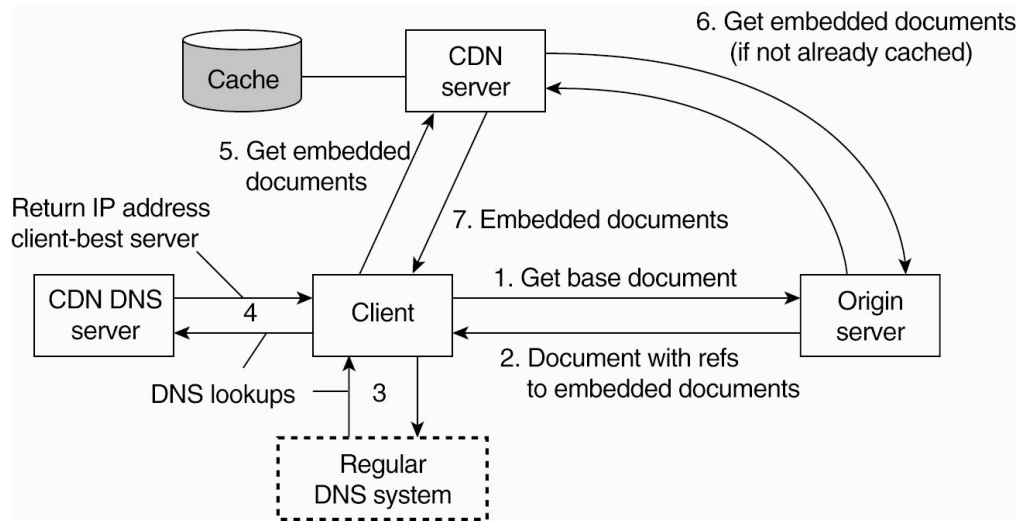 6. Get embedded documents
(if not already cached)
CDN
server
Cache
5. Get embedded
documents
Return IP address
client-best server
7. Embedded documents
1. Get base document
CDN DNS
server
4
Client
Origin
server
2. Document with refs
to embedded documents
DNS lookups
3
Regular
DNS system